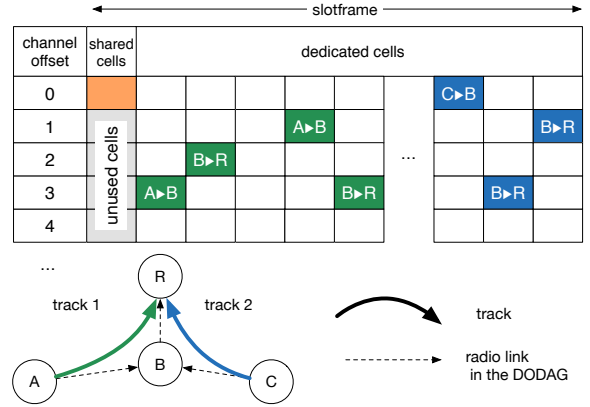 slotframe
channel offset
shared cells
dedicated cells
0
1
A▸B
B▸R
C▸B
2
B▸R
...
3
A▸B
B▸R
B▸R
4
unused cells
...
R
track 1
track 2
track
A
B
C
radio link
in the DODAG